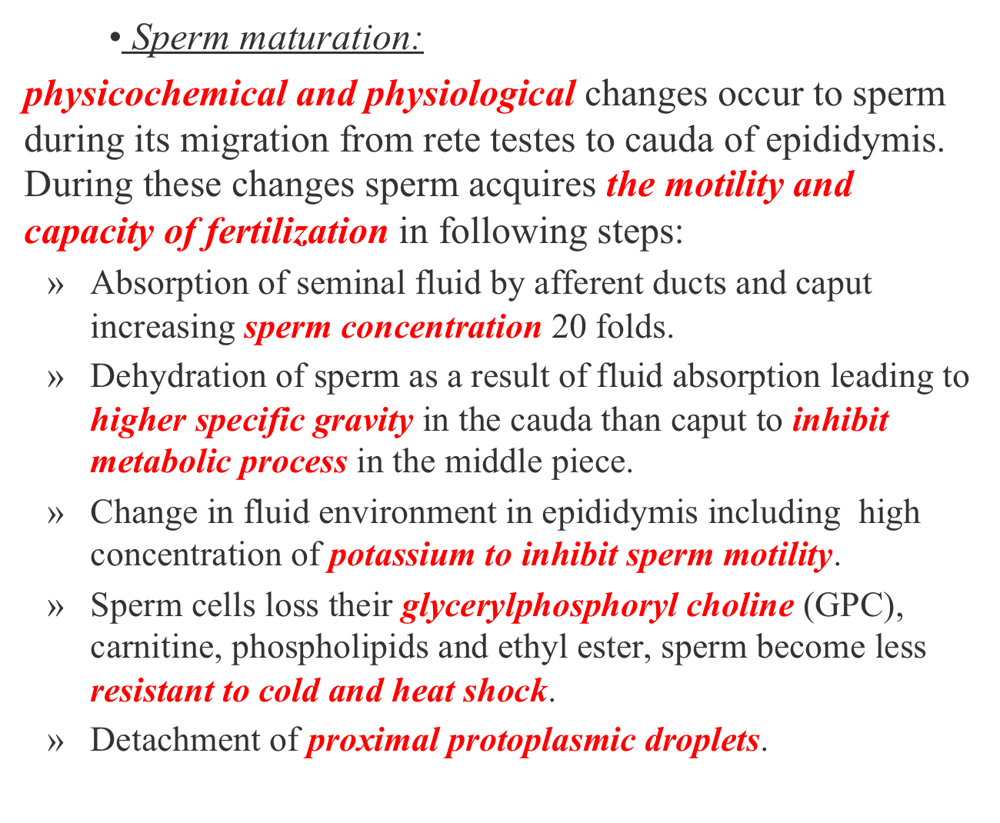 • Sperm maturation:
physicochemical and physiological changes occur to sperm
during its migration from rete testes to cauda of epididymis.
During these changes sperm acquires the motility and
capacity of fertilization in following steps:
» Absorption of seminal fluid by afferent ducts and caput
increasing sperm concentration 20 folds.
» Dehydration of sperm as a result of fluid absorption leading to
higher specific gravity in the cauda than caput to inhibit
metabolic process in the middle piece.
» Change in fluid environment in epididymis including  high
concentration of potassium to inhibit sperm motility.
» Sperm cells loss their glycerylphosphoryl choline (GPC),
carnitine, phospholipids and ethyl ester, sperm become less
resistant to cold and heat shock.
» Detachment of proximal protoplasmic droplets.